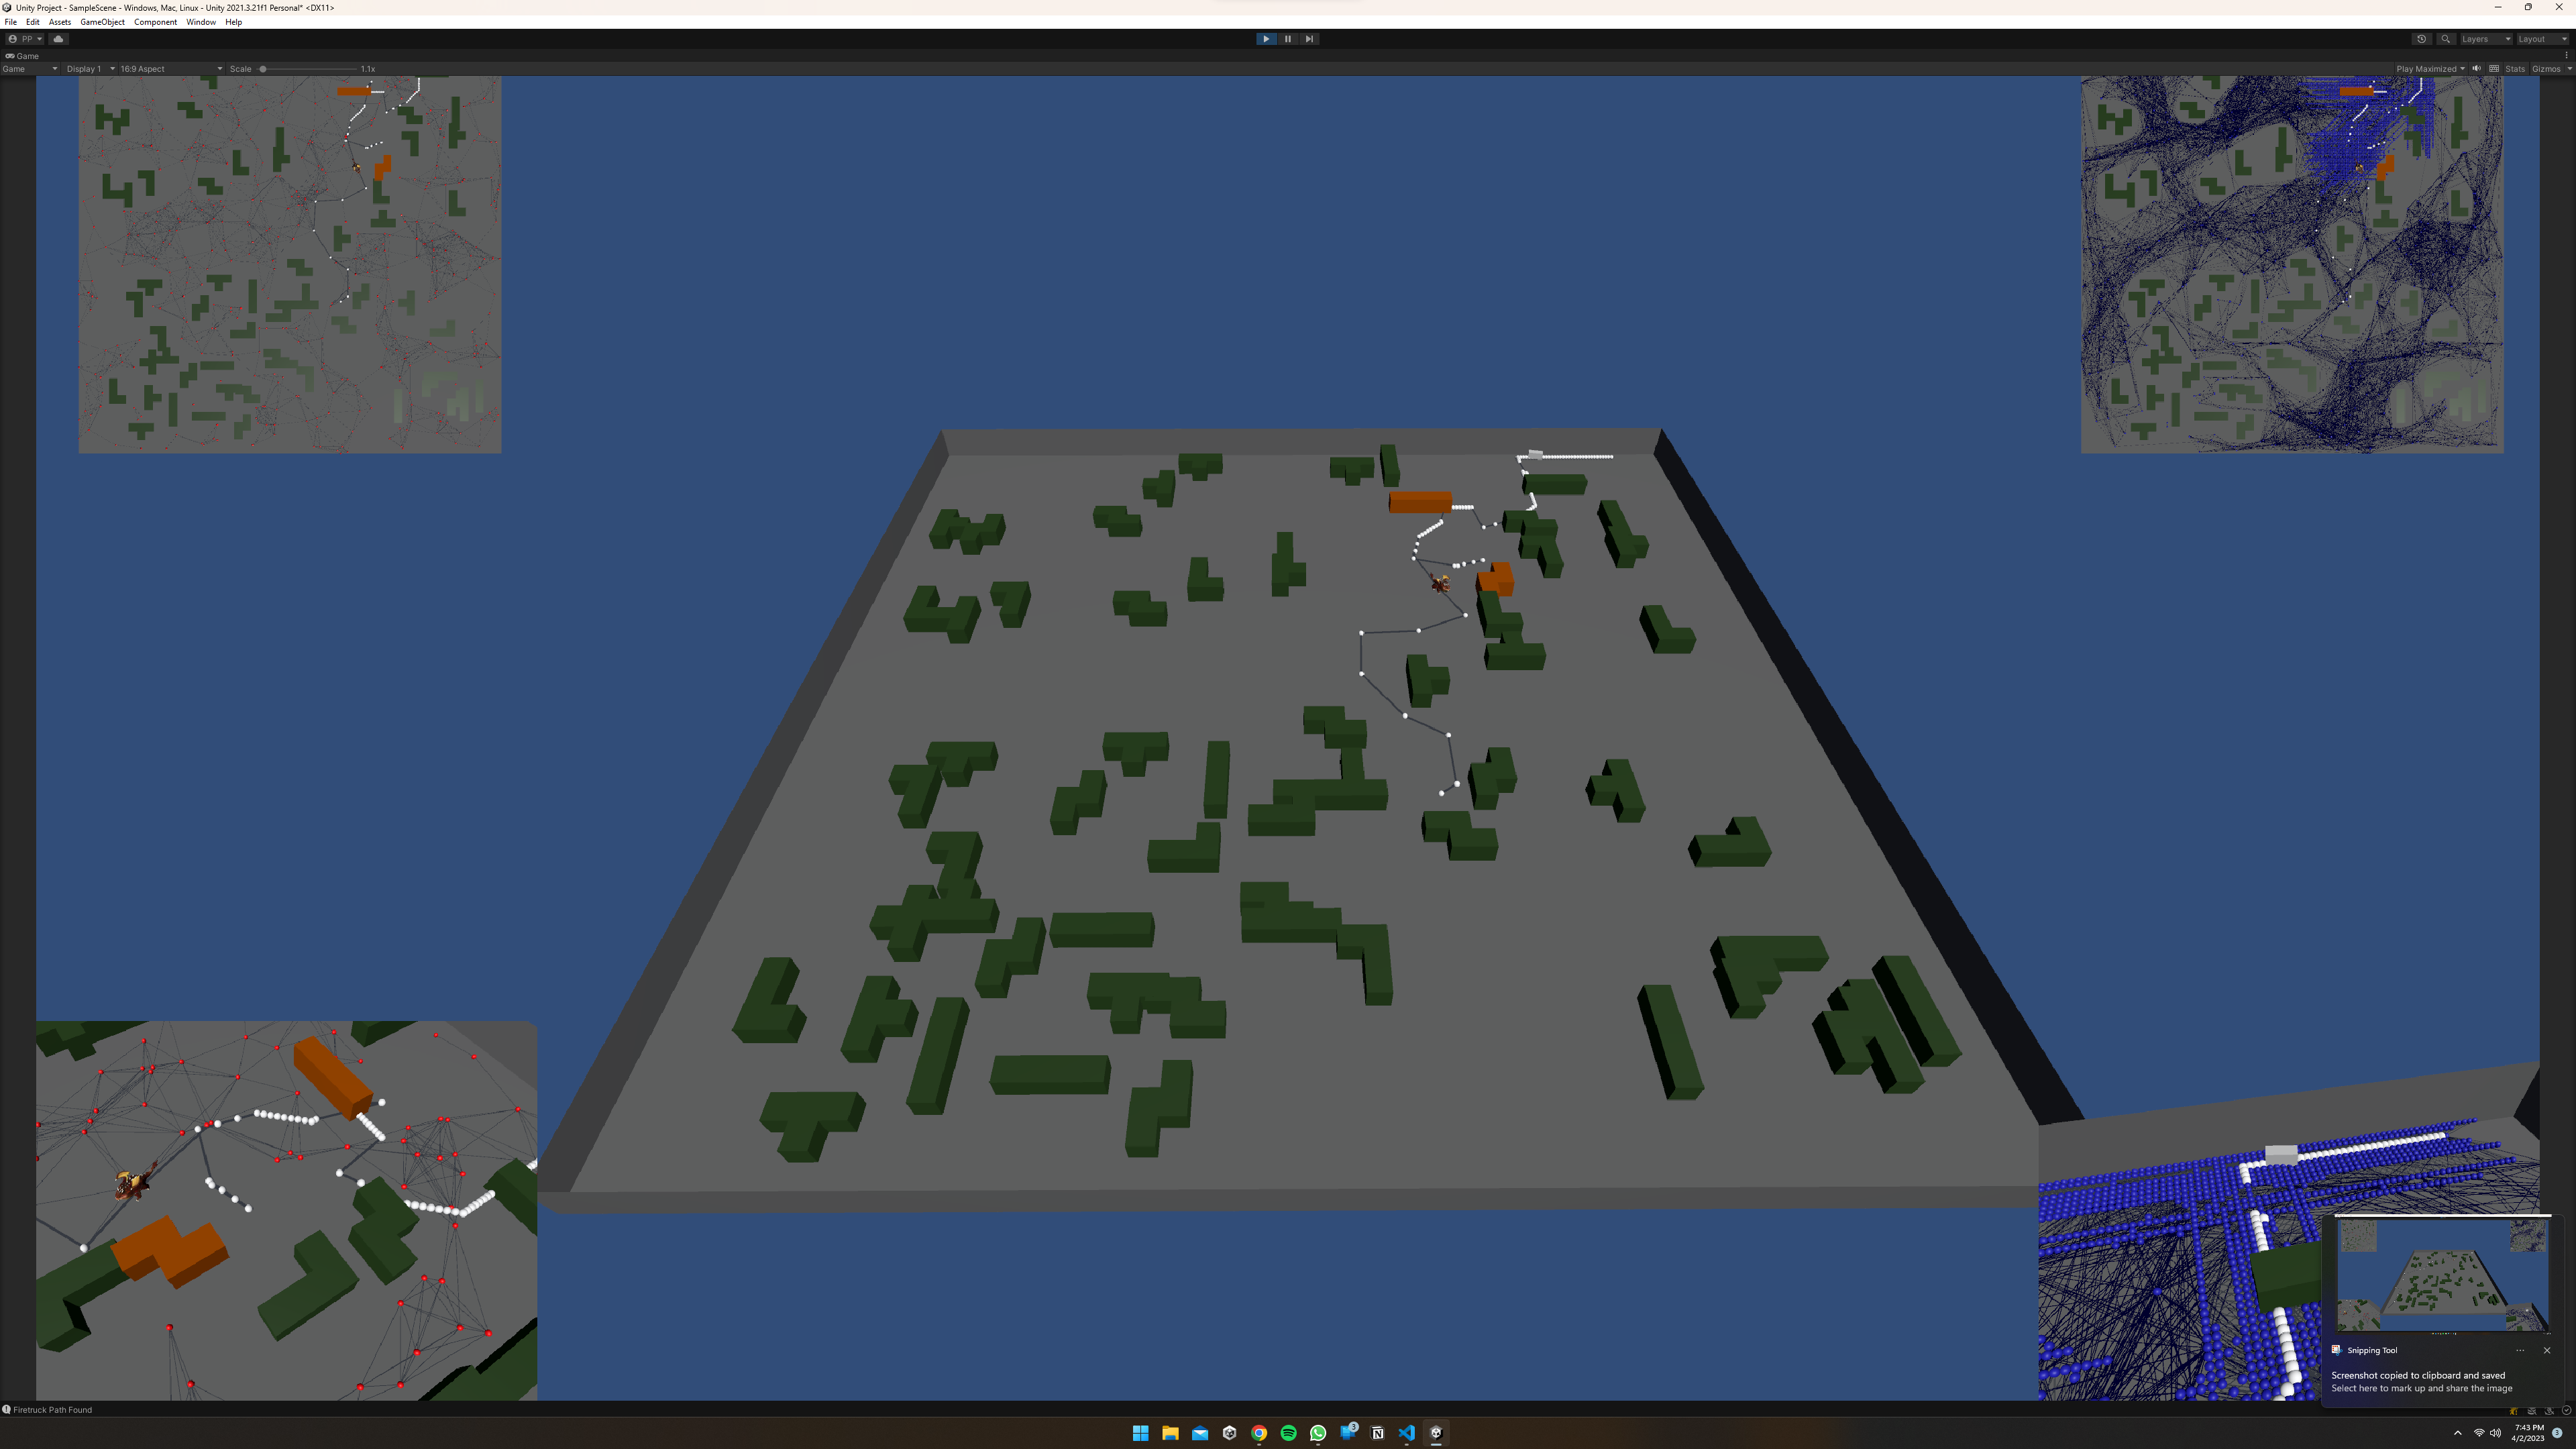 Unity Project - SampleScene - Windows, Mac, Linux - Unity 2021.3.21f1 Personal* <DX11>
File Edit Assets GameObject Component Window Help
PP Layers Layout
Game
Game Display 1 16:9 Aspect Scale 1.1x Play Maximized Stats Gizmos
Snipping Tool
Screenshot copied to clipboard and saved
Select here to mark up and share the image
Firetruck Path Found
3
7:43 PM
4/2/2023 3